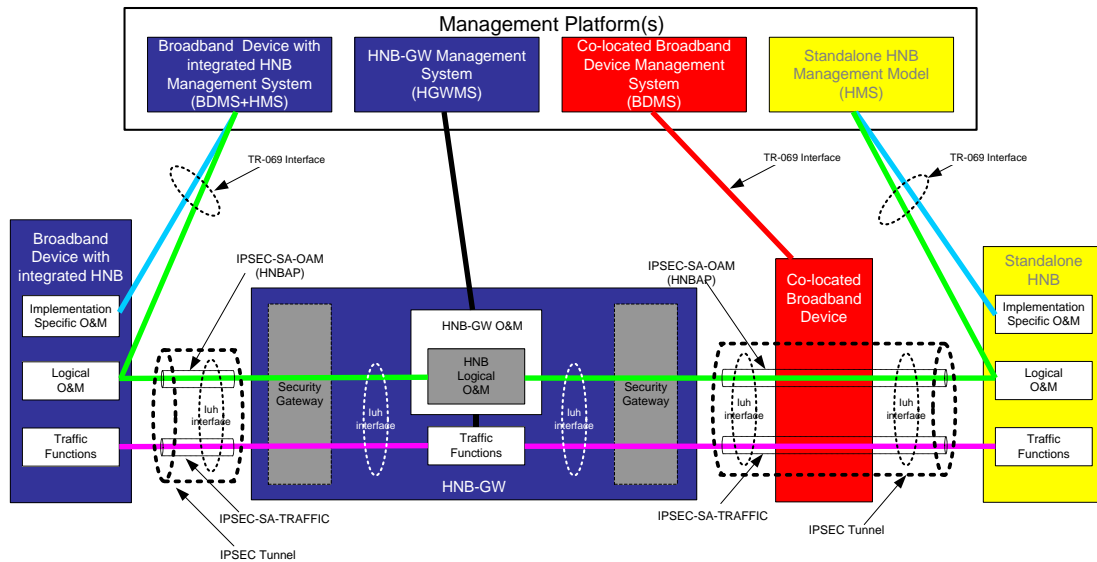 Management Platform(s)
Broadband Device with
integrated HNB
Management System
(BDMS+HMS)
HNB-GW Management
System
(HGWMS)
Co-located Broadband
Device Management
System
(BDMS)
Standalone HNB
Management Model
(HMS)
TR-069 Interface
TR-069 Interface
TR-069 Interface
Broadband
Device with
integrated HNB
Implementation
Specific O&M
Logical
O&M
Traffic
Functions
IPSEC-SA-OAM
(HNBAP)
Iuh
interface
IPSEC-SA-TRAFFIC
IPSEC Tunnel
Security
Gateway
Iuh
interface
HNB-GW O&M
HNB
Logical
O&M
Traffic
Functions
HNB-GW
Iuh
interface
Security
Gateway
IPSEC-SA-OAM
(HNBAP)
Iuh
interface
Co-located
Broadband
Device
Iuh
interface
IPSEC-SA-TRAFFIC
IPSEC Tunnel
Standalone
HNB
Implementation
Specific O&M
Logical
O&M
Traffic
Functions